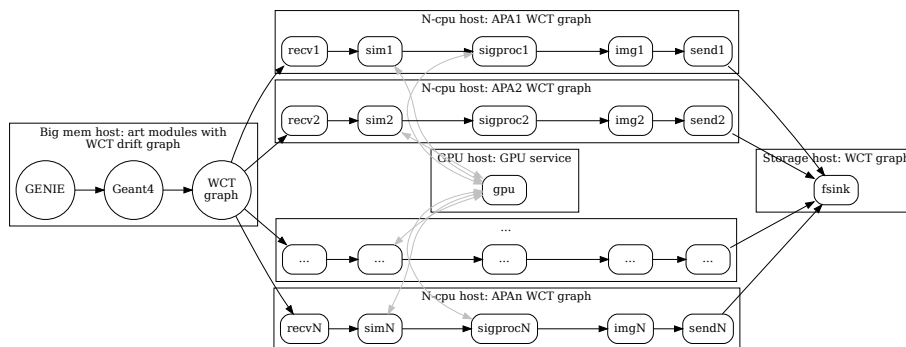 N-cpu host: APA1 WCT graph
recv1
sim1
sigproc1
img1
send1
N-cpu host: APA2 WCT graph
recv2
sim2
sigproc2
img2
send2
Big mem host: art modules with
WCT drift graph
GENIE
Geant4
WCT
graph
GPU host: GPU service
gpu
Storage host: WCT graph
fsink
...
...
...
...
...
...
N-cpu host: APAn WCT graph
recvN
simN
sigprocN
imgN
sendN